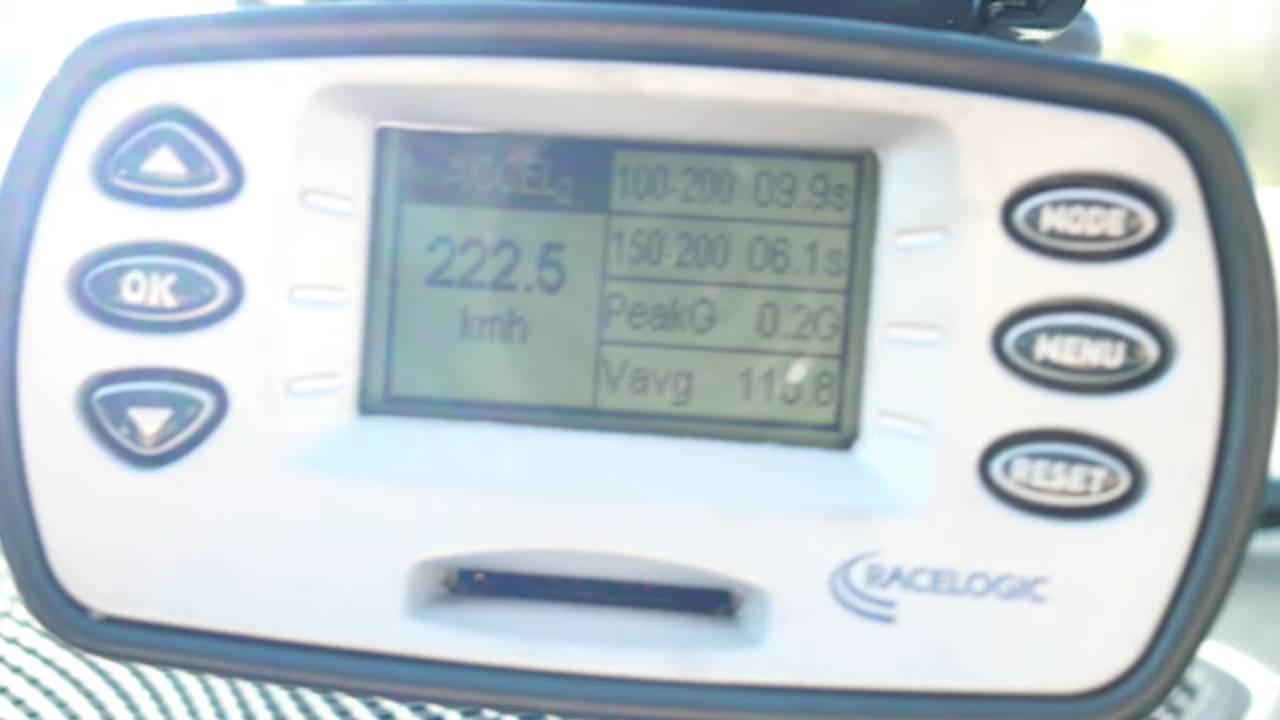 ACCEL2
222.5
kmh
100-200 09.9s
150-200 06.1s
PeakG 0.2G
Vavg
OK
MODE
MENU
RESET
RACELOGIC